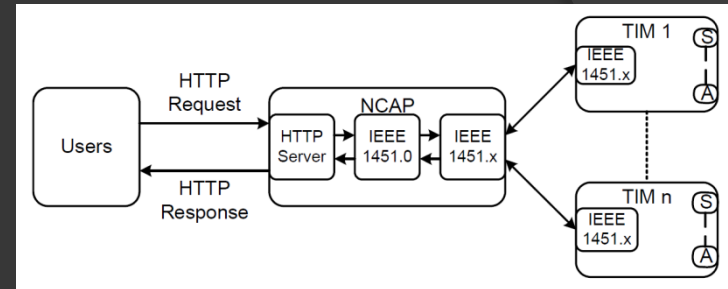 Users
HTTP
Request
HTTP
Response
NCAP
HTTP
Server
IEEE
1451.0
IEEE
1451.x
TIM 1
IEEE
1451.x
S
A
TIM n
IEEE
1451.x
S
A